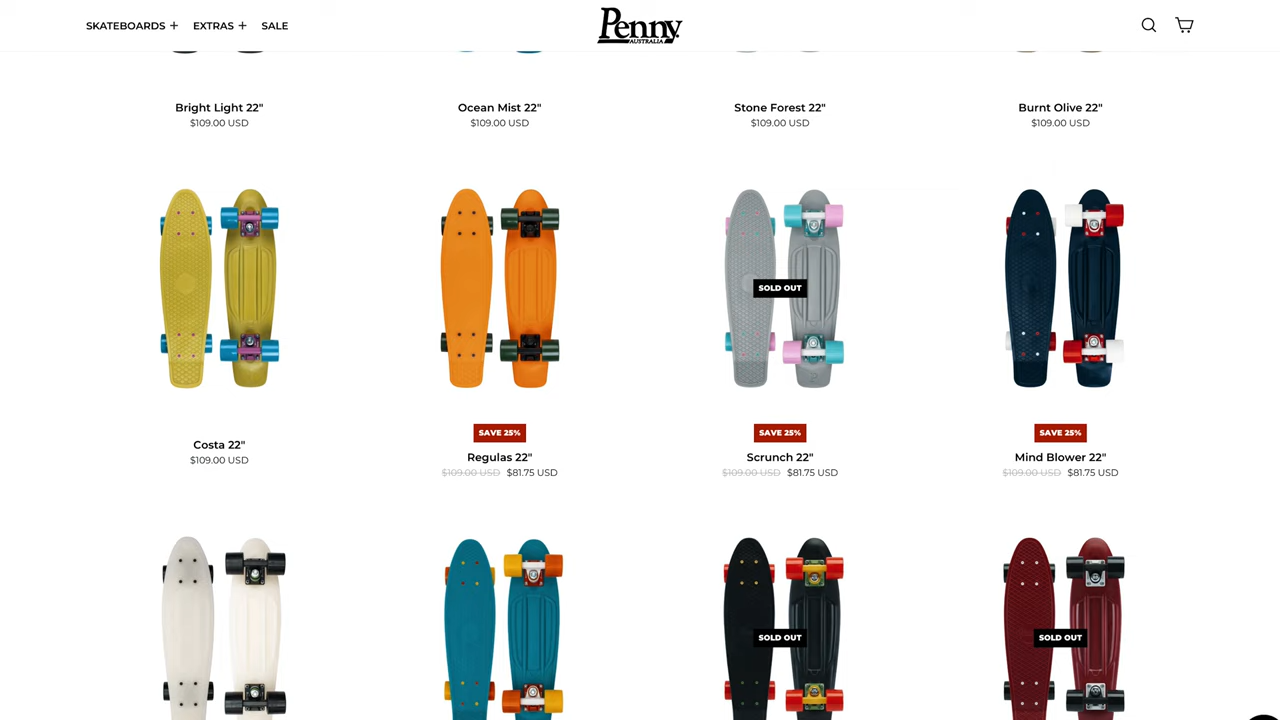 SKATEBOARDS + EXTRAS + SALE
Penny
AUSTRALIA
Bright Light 22" Ocean Mist 22" Stone Forest 22" Burnt Olive 22"
$109.00 USD $109.00 USD $109.00 USD $109.00 USD
SOLD OUT
SAVE 25% SAVE 25% SAVE 25%
Costa 22" Regulas 22" Scrunch 22" Mind Blower 22"
$109.00 USD $109.00 USD $81.75 USD $109.00 USD $81.75 USD $109.00 USD $81.75 USD
SOLD OUT SOLD OUT